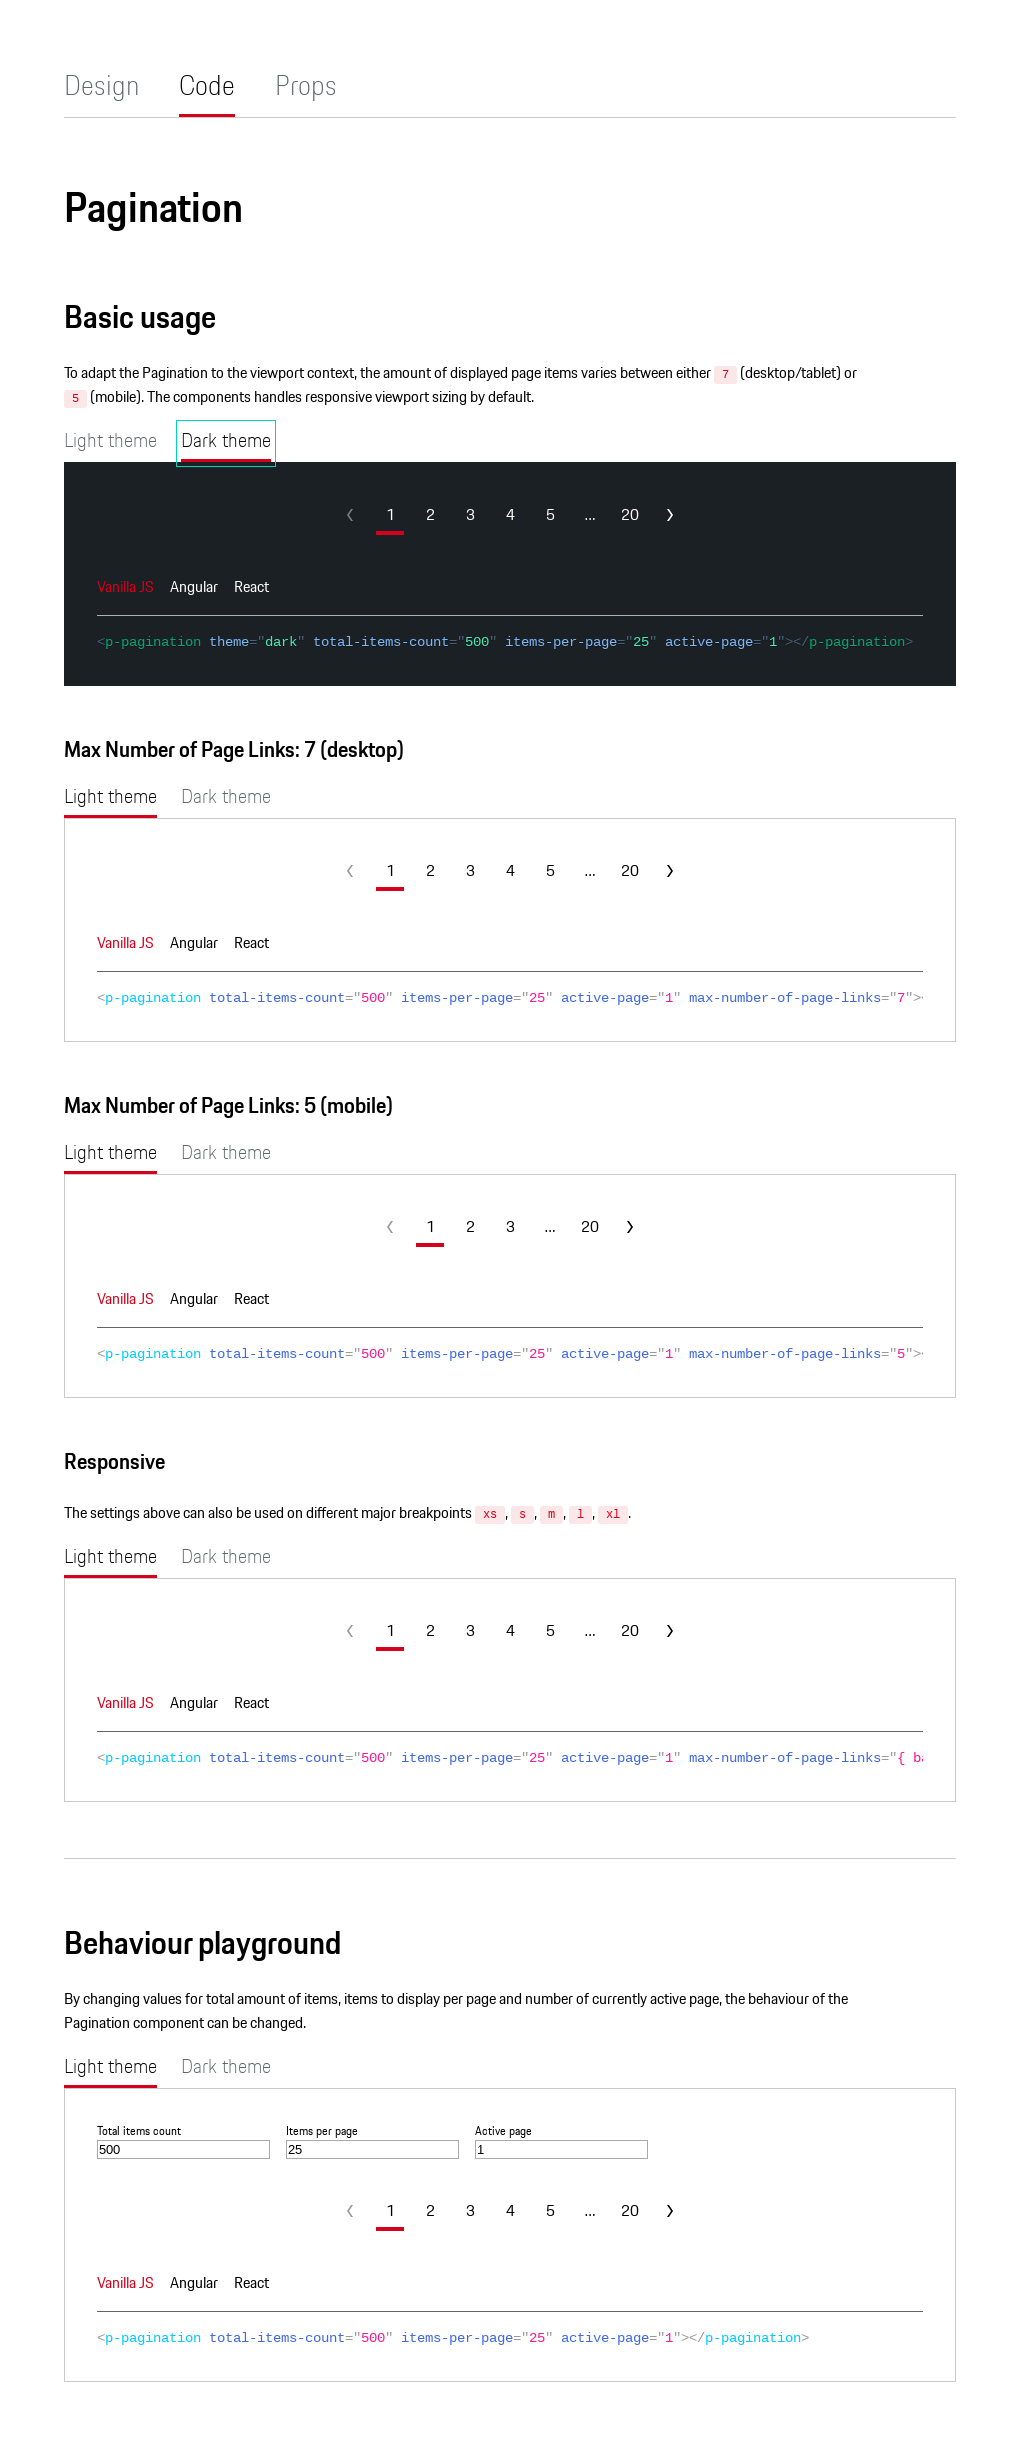 Design Code Props
Pagination
Basic usage
To adapt the Pagination to the viewport context, the amount of displayed page items varies between either 7 (desktop/tablet) or
5 (mobile). The components handles responsive viewport sizing by default.
Light theme Dark theme
1 2 3 4 5 ... 20
Vanilla JS Angular React
<p-pagination theme="dark" total-items-count="500" items-per-page="25" active-page="1"></p-pagination>
Max Number of Page Links: 7 (desktop)
Light theme Dark theme
1 2 3 4 5 ... 20
Vanilla JS Angular React
<p-pagination total-items-count="500" items-per-page="25" active-page="1" max-number-of-page-links="7"><
Max Number of Page Links: 5 (mobile)
Light theme Dark theme
1 2 3 ... 20
Vanilla JS Angular React
<p-pagination total-items-count="500" items-per-page="25" active-page="1" max-number-of-page-links="5"><
Responsive
The settings above can also be used on different major breakpoints xs, s, m, l, xl.
Light theme Dark theme
1 2 3 4 5 ... 20
Vanilla JS Angular React
<p-pagination total-items-count="500" items-per-page="25" active-page="1" max-number-of-page-links="{ ba
Behaviour playground
By changing values for total amount of items, items to display per page and number of currently active page, the behaviour of the
Pagination component can be changed.
Light theme Dark theme
Total items count Items per page Active page
500 25 1
1 2 3 4 5 ... 20
Vanilla JS Angular React
<p-pagination total-items-count="500" items-per-page="25" active-page="1"></p-pagination>